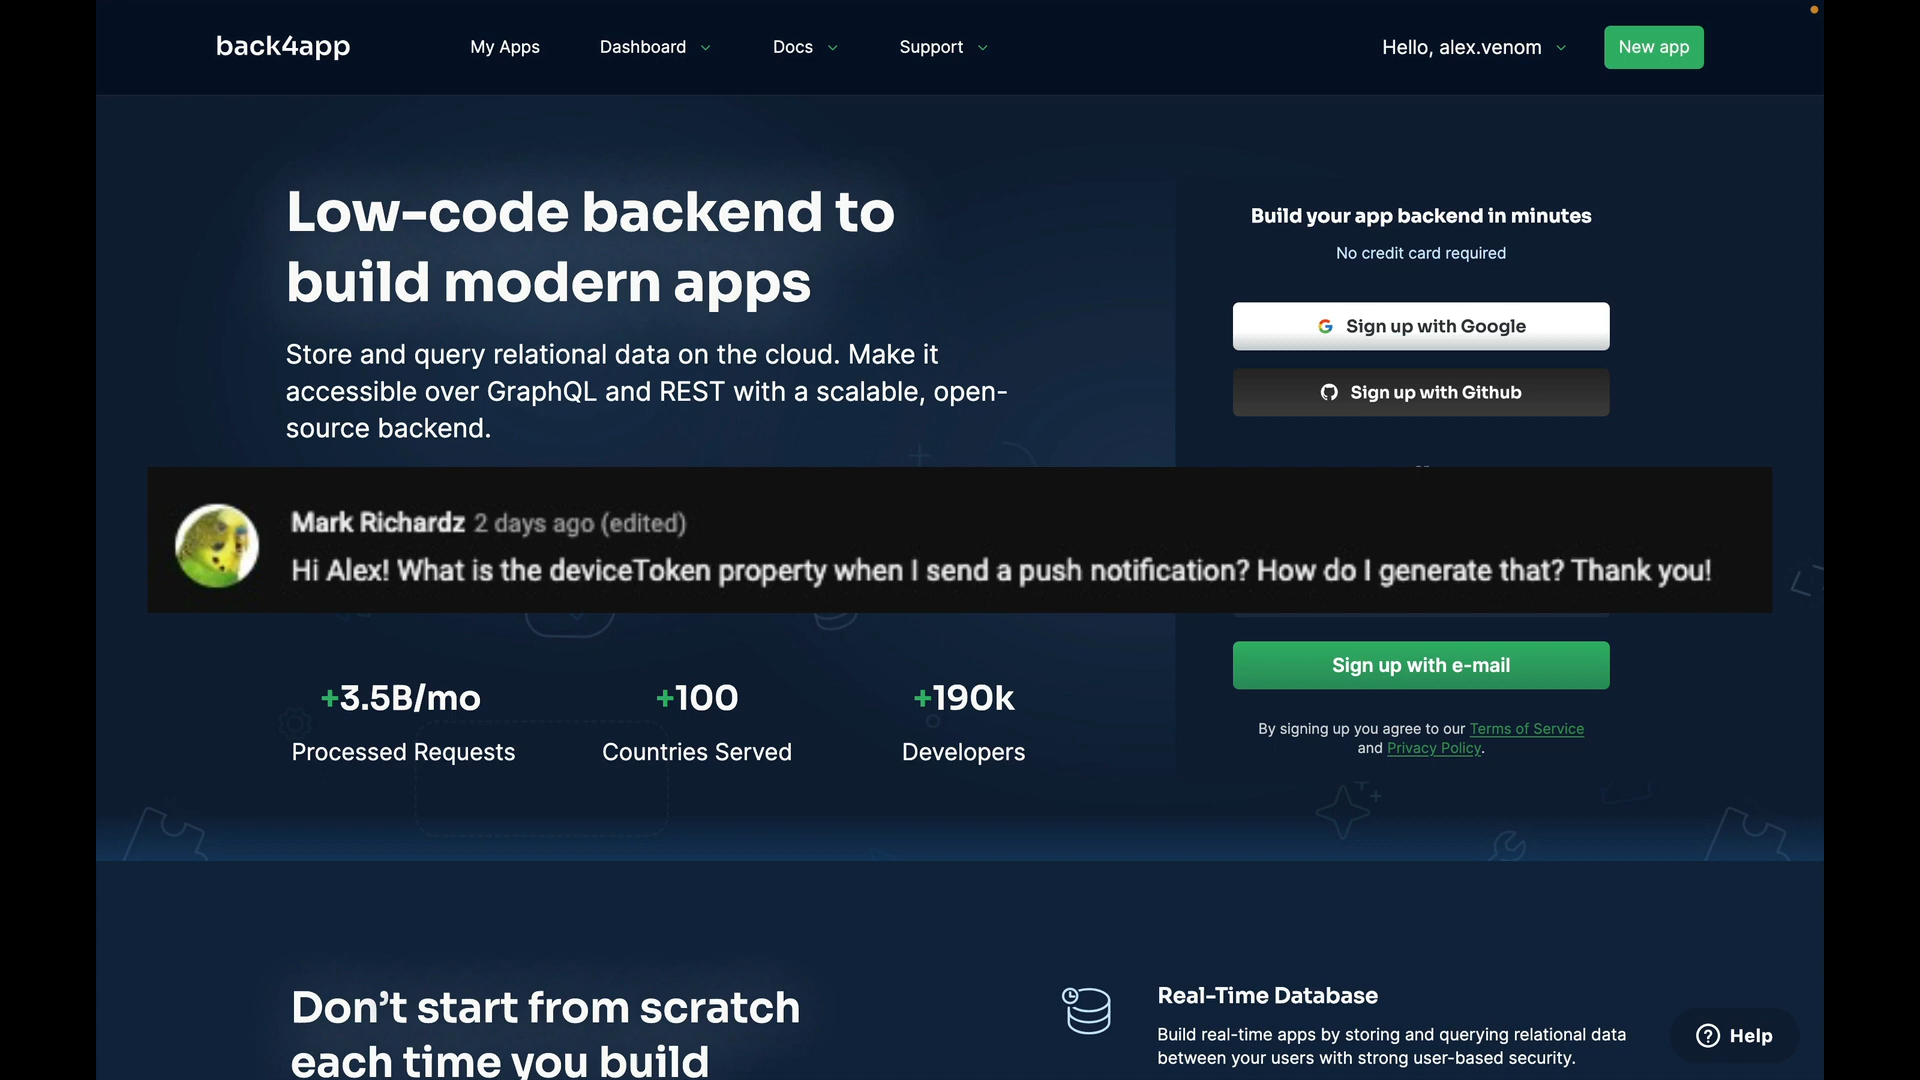 back4app
My Apps
Dashboard
Docs
Support
Hello, alex.venom
New app
Low-code backend to
build modern apps
Store and query relational data on the cloud. Make it
accessible over GraphQL and REST with a scalable, open-
source backend.
Build your app backend in minutes
No credit card required
Sign up with Google
Sign up with Github
Mark Richardz 2 days ago (edited)
Hi Alex! What is the deviceToken property when I send a push notification? How do I generate that? Thank you!
+3.5B/mo
Processed Requests
+100
Countries Served
+190k
Developers
Sign up with e-mail
By signing up you agree to our Terms of Service
and Privacy Policy.
Don’t start from scratch
each time you build
Real-Time Database
Build real-time apps by storing and querying relational data
between your users with strong user-based security.
Help